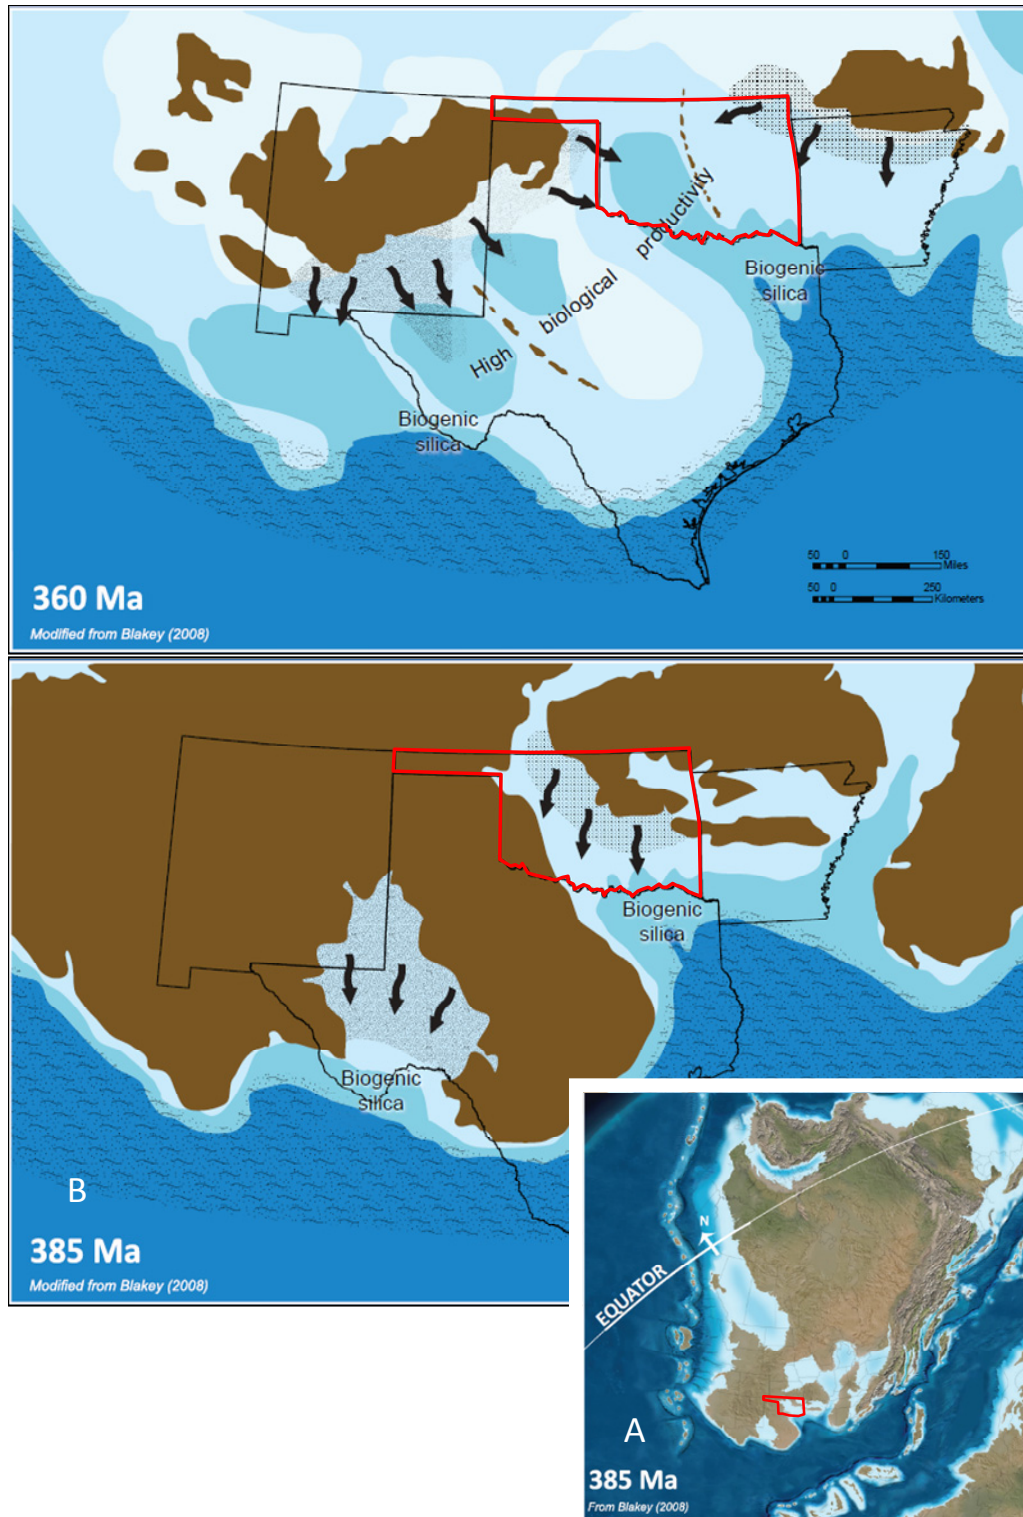 High
biological
productivity
Biogenic
silica
Biogenic
silica
50 0 150
Miles
50 0 250
Kilometers
360 Ma
Modified from Blakey (2008)
Biogenic
silica
Biogenic
silica
B
385 Ma
Modified from Blakey (2008)
N
EQUATOR
A
385 Ma
From Blakey (2008)